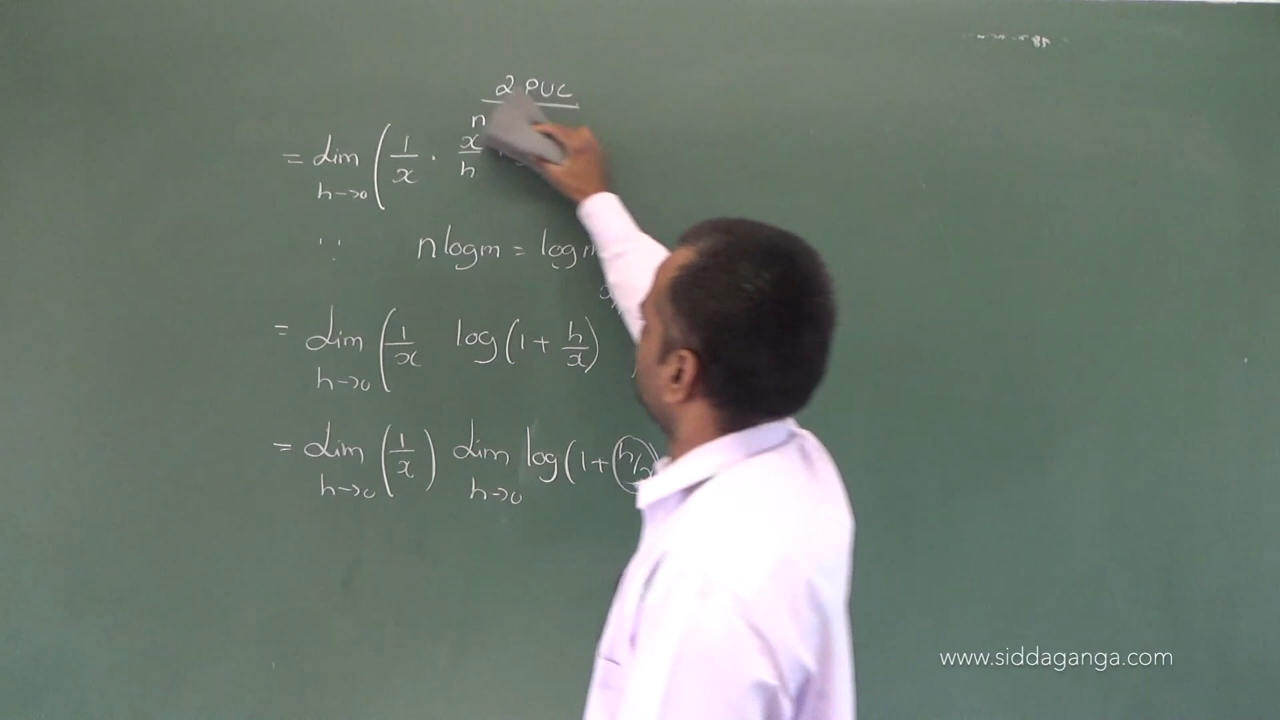 2 PUC
n
= lim h→0 ( 1/x · x/h
∵ n log m = log m
= lim h→0 ( 1/x log(1 + h/x)
= lim h→0 (1/x) lim h→0 log(1 +
www.siddaganga.com